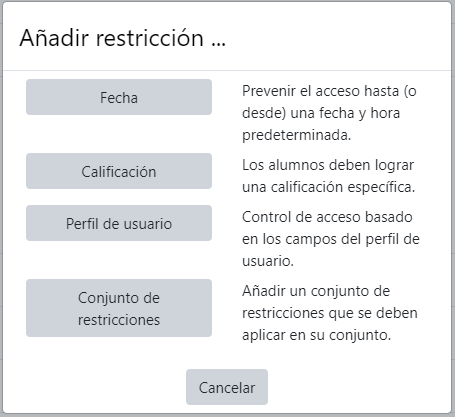 Añadir restricción ...
Fecha
Prevenir el acceso hasta (o
desde) una fecha y hora
predeterminada.
Calificación
Los alumnos deben lograr
una calificación específica.
Perfil de usuario
Control de acceso basado
en los campos del perfil de
usuario.
Conjunto de
restricciones
Añadir un conjunto de
restricciones que se deben
aplicar en su conjunto.
Cancelar